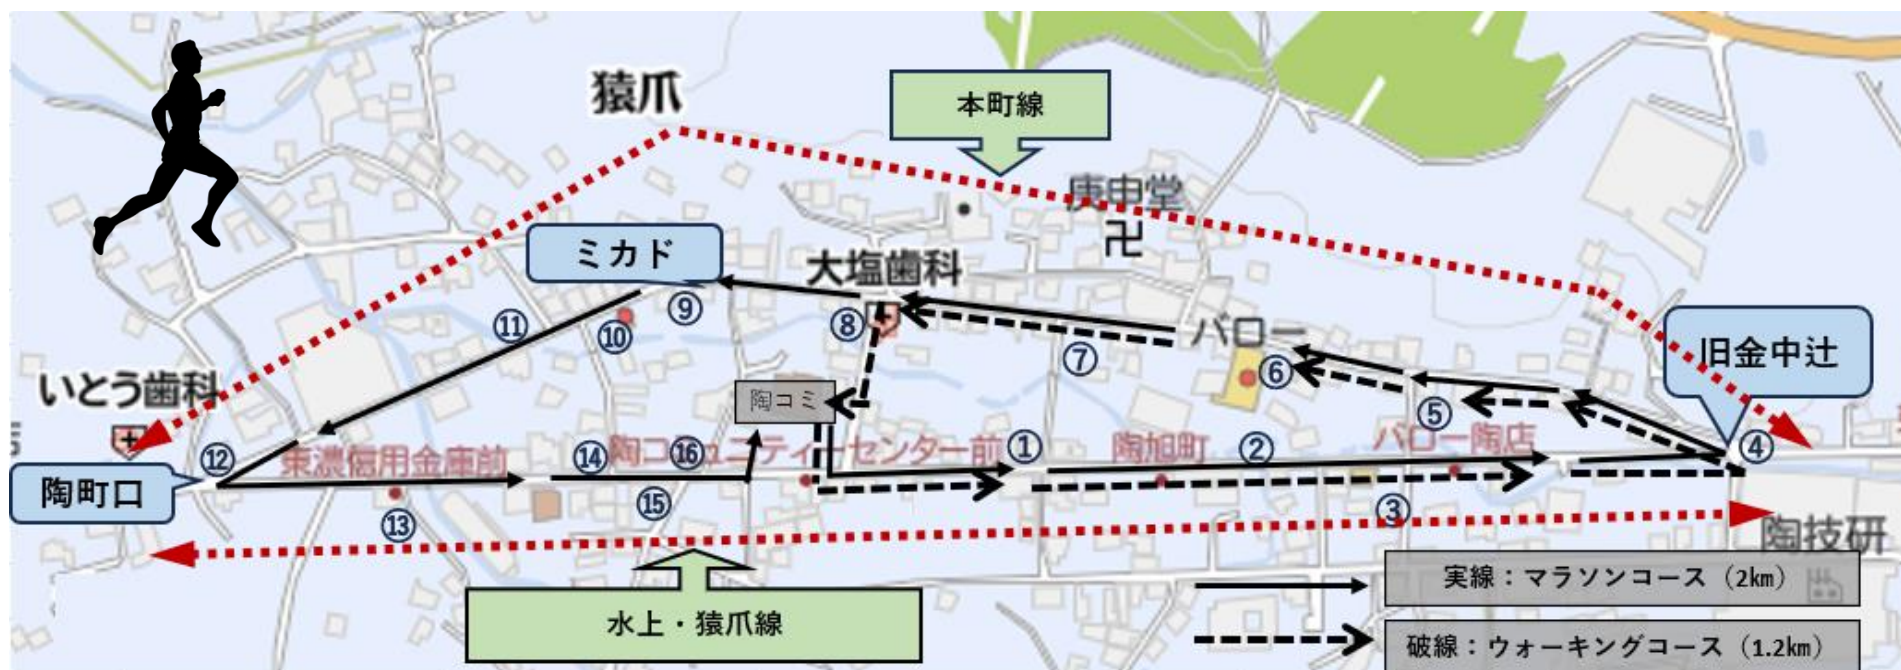 猿爪
本町線
庚申堂
卍
ミカド
大塩歯科
バロー
旧金中辻
いとう歯科
陶コミ
陶町口
東濃信用金庫前
陶コミュニティーセンター前
陶旭町
バロー陶店
①
②
③
④
⑤
⑥
⑦
⑧
⑨
⑩
⑪
⑫
⑬
⑭
⑮
⑯
陶技研
水上・猿爪線
実線：マラソンコース（2km）
破線：ウォーキングコース（1.2km）